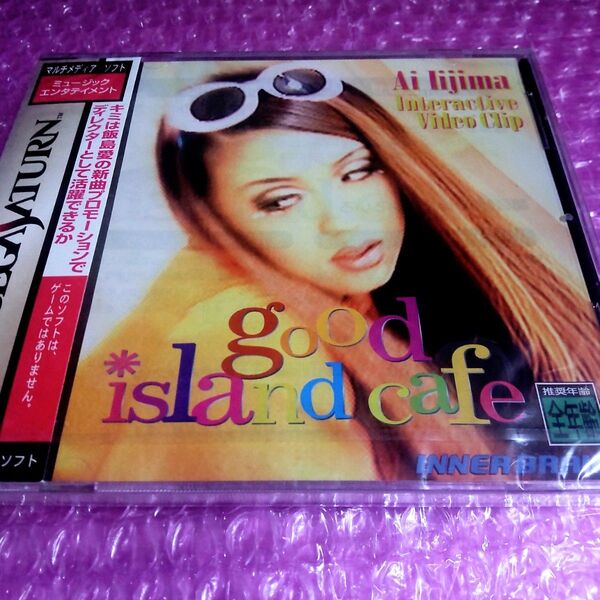 マルチメディア ソフト
ミュージック
エンタテイメント
SATURN™
キミは飯島愛の新曲プロモーションで
ディレクターとして活躍できるか
このソフトは、
ゲームではありません。
ソフト
Ai Iijima
Interactive
Video Clip
good
*island cafe
推奨年齢
全年齢
INNER BRAIN